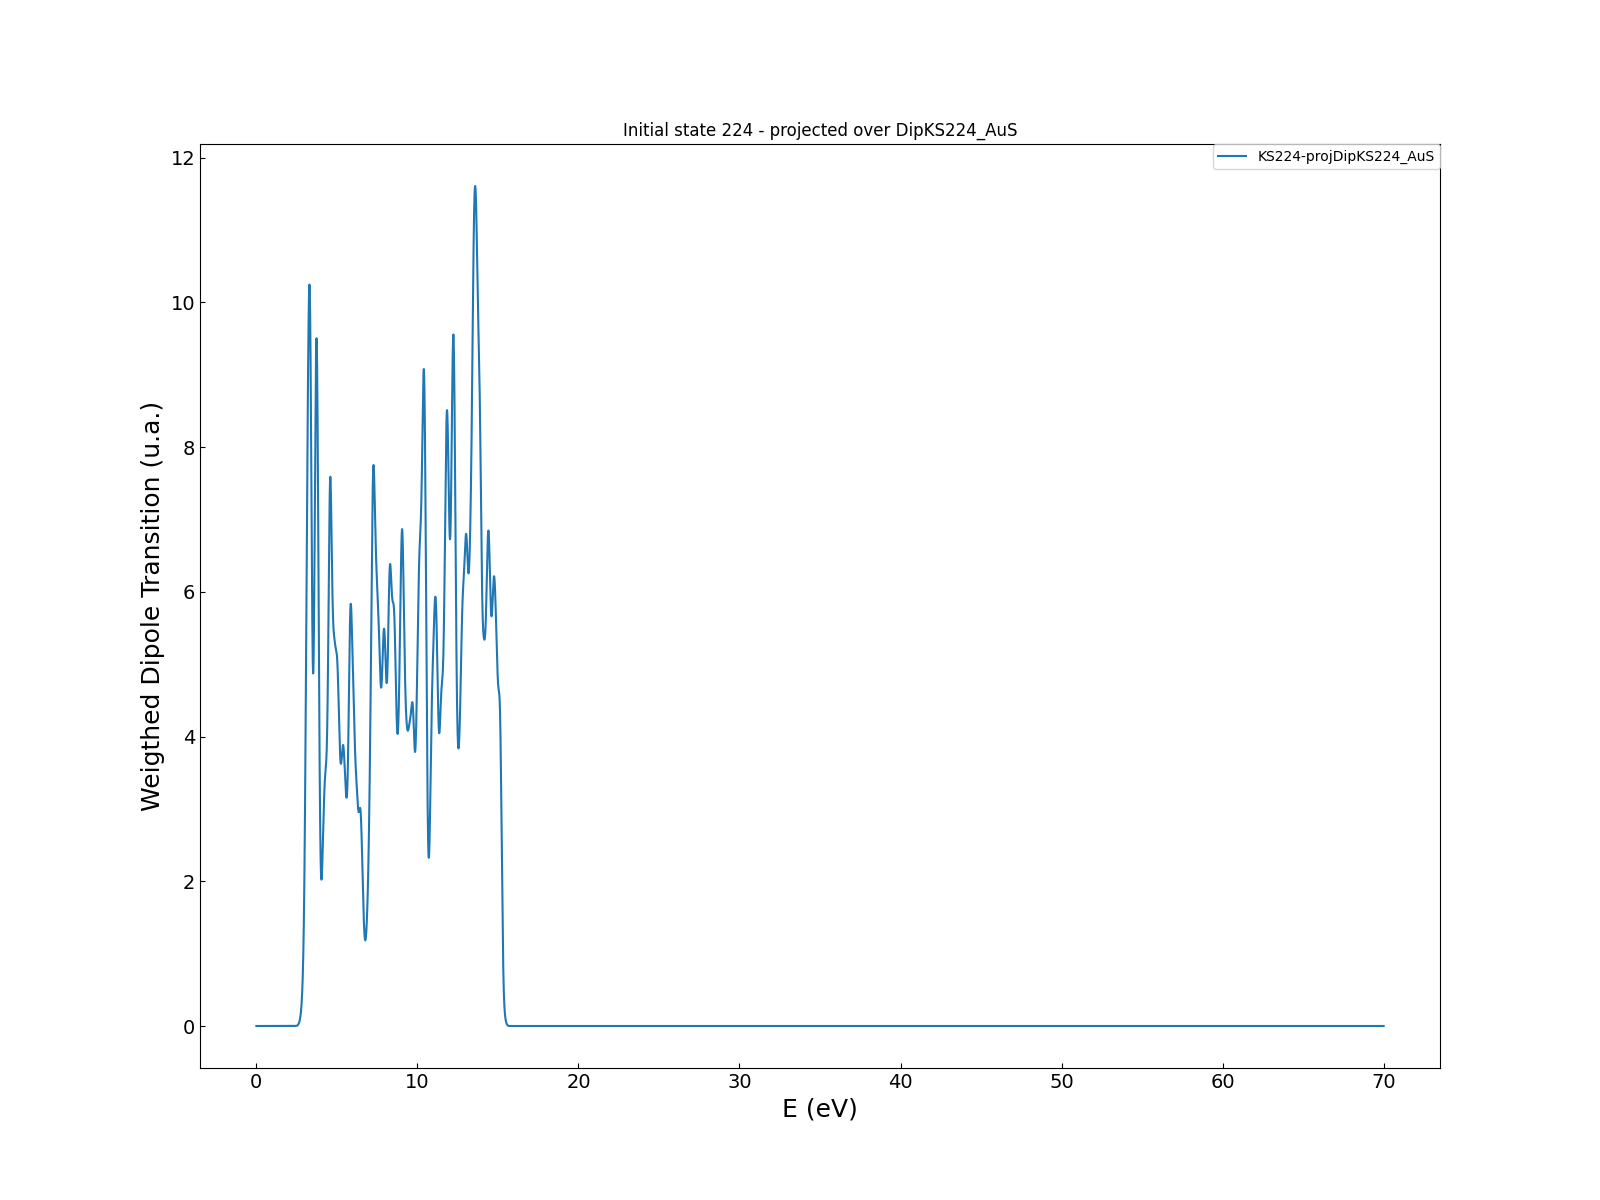 Initial state 224 - projected over DipKS224_AuS
KS224-projDipKS224_AuS
Weigthed Dipole Transition (u.a.)
12
10
8
6
4
2
0
0 10 20 30 40 50 60 70
E (eV)